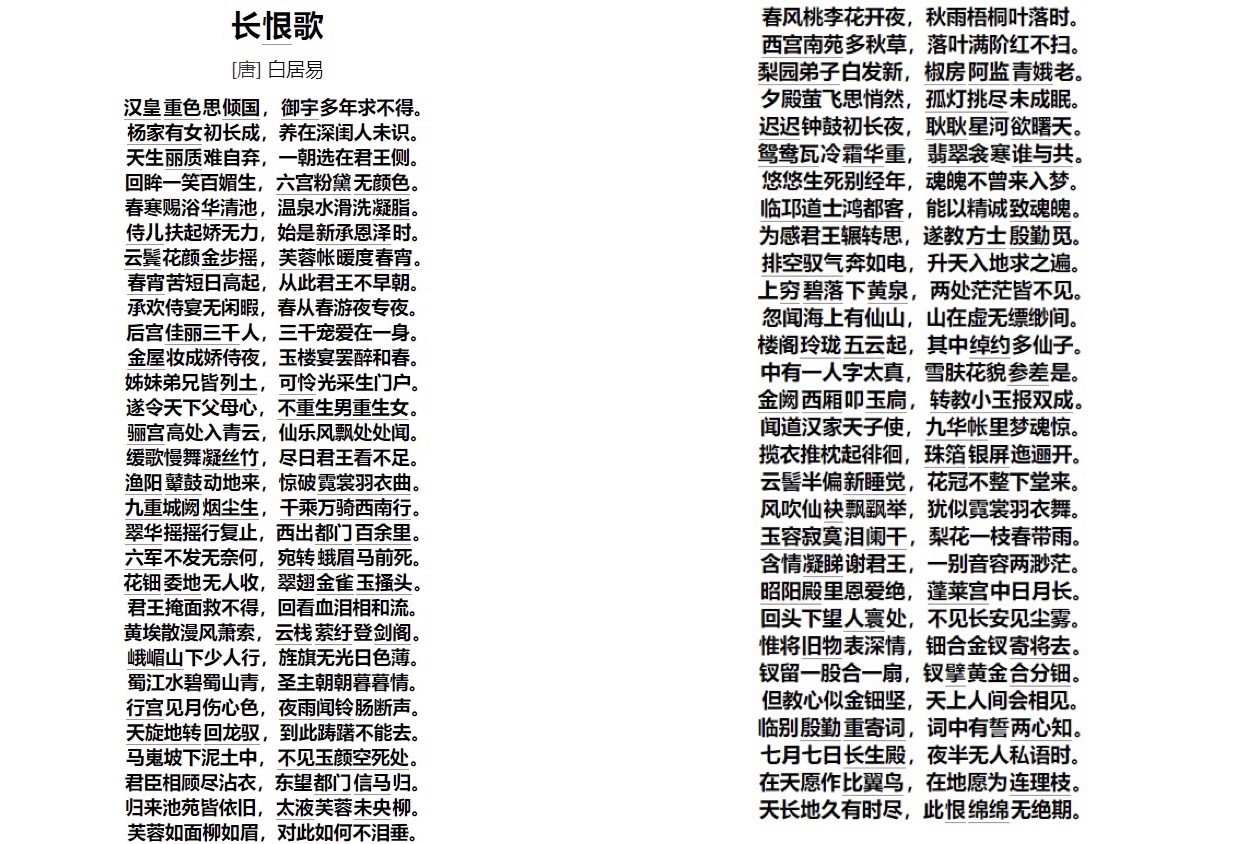 长恨歌
[唐] 白居易
汉皇重色思倾国，御宇多年求不得。
杨家有女初长成，养在深闺人未识。
天生丽质难自弃，一朝选在君王侧。
回眸一笑百媚生，六宫粉黛无颜色。
春寒赐浴华清池，温泉水滑洗凝脂。
侍儿扶起娇无力，始是新承恩泽时。
云鬓花颜金步摇，芙蓉帐暖度春宵。
春宵苦短日高起，从此君王不早朝。
承欢侍宴无闲暇，春从春游夜专夜。
后宫佳丽三千人，三千宠爱在一身。
金屋妆成娇侍夜，玉楼宴罢醉和春。
姊妹弟兄皆列土，可怜光采生门户。
遂令天下父母心，不重生男重生女。
骊宫高处入青云，仙乐风飘处处闻。
缓歌慢舞凝丝竹，尽日君王看不足。
渔阳鼙鼓动地来，惊破霓裳羽衣曲。
九重城阙烟尘生，千乘万骑西南行。
翠华摇摇行复止，西出都门百余里。
六军不发无奈何，宛转蛾眉马前死。
花钿委地无人收，翠翘金雀玉搔头。
君王掩面救不得，回看血泪相和流。
黄埃散漫风萧索，云栈萦纡登剑阁。
峨嵋山下少人行，旌旗无光日色薄。
蜀江水碧蜀山青，圣主朝朝暮暮情。
行宫见月伤心色，夜雨闻铃肠断声。
天旋地转回龙驭，到此踌躇不能去。
马嵬坡下泥土中，不见玉颜空死处。
君臣相顾尽沾衣，东望都门信马归。
归来池苑皆依旧，太液芙蓉未央柳。
芙蓉如面柳如眉，对此如何不泪垂。
春风桃李花开夜，秋雨梧桐叶落时。
西宫南苑多秋草，落叶满阶红不扫。
梨园弟子白发新，椒房阿监青娥老。
夕殿萤飞思悄然，孤灯挑尽未成眠。
迟迟钟鼓初长夜，耿耿星河欲曙天。
鸳鸯瓦冷霜华重，翡翠衾寒谁与共。
悠悠生死别经年，魂魄不曾来入梦。
临邛道士鸿都客，能以精诚致魂魄。
为感君王辗转思，遂教方士殷勤觅。
排空驭气奔如电，升天入地求之遍。
上穷碧落下黄泉，两处茫茫皆不见。
忽闻海上有仙山，山在虚无缥缈间。
楼阁玲珑五云起，其中绰约多仙子。
中有一人字太真，雪肤花貌参差是。
金阙西厢叩玉扃，转教小玉报双成。
闻道汉家天子使，九华帐里梦魂惊。
揽衣推枕起徘徊，珠箔银屏迤逦开。
云髻半偏新睡觉，花冠不整下堂来。
风吹仙袂飘飖举，犹似霓裳羽衣舞。
玉容寂寞泪阑干，梨花一枝春带雨。
含情凝睇谢君王，一别音容两渺茫。
昭阳殿里恩爱绝，蓬莱宫中日月长。
回头下望人寰处，不见长安见尘雾。
惟将旧物表深情，钿合金钗寄将去。
钗留一股合一扇，钗擘黄金合分钿。
但教心似金钿坚，天上人间会相见。
临别殷勤重寄词，词中有誓两心知。
七月七日长生殿，夜半无人私语时。
在天愿作比翼鸟，在地愿为连理枝。
天长地久有时尽，此恨绵绵无绝期。